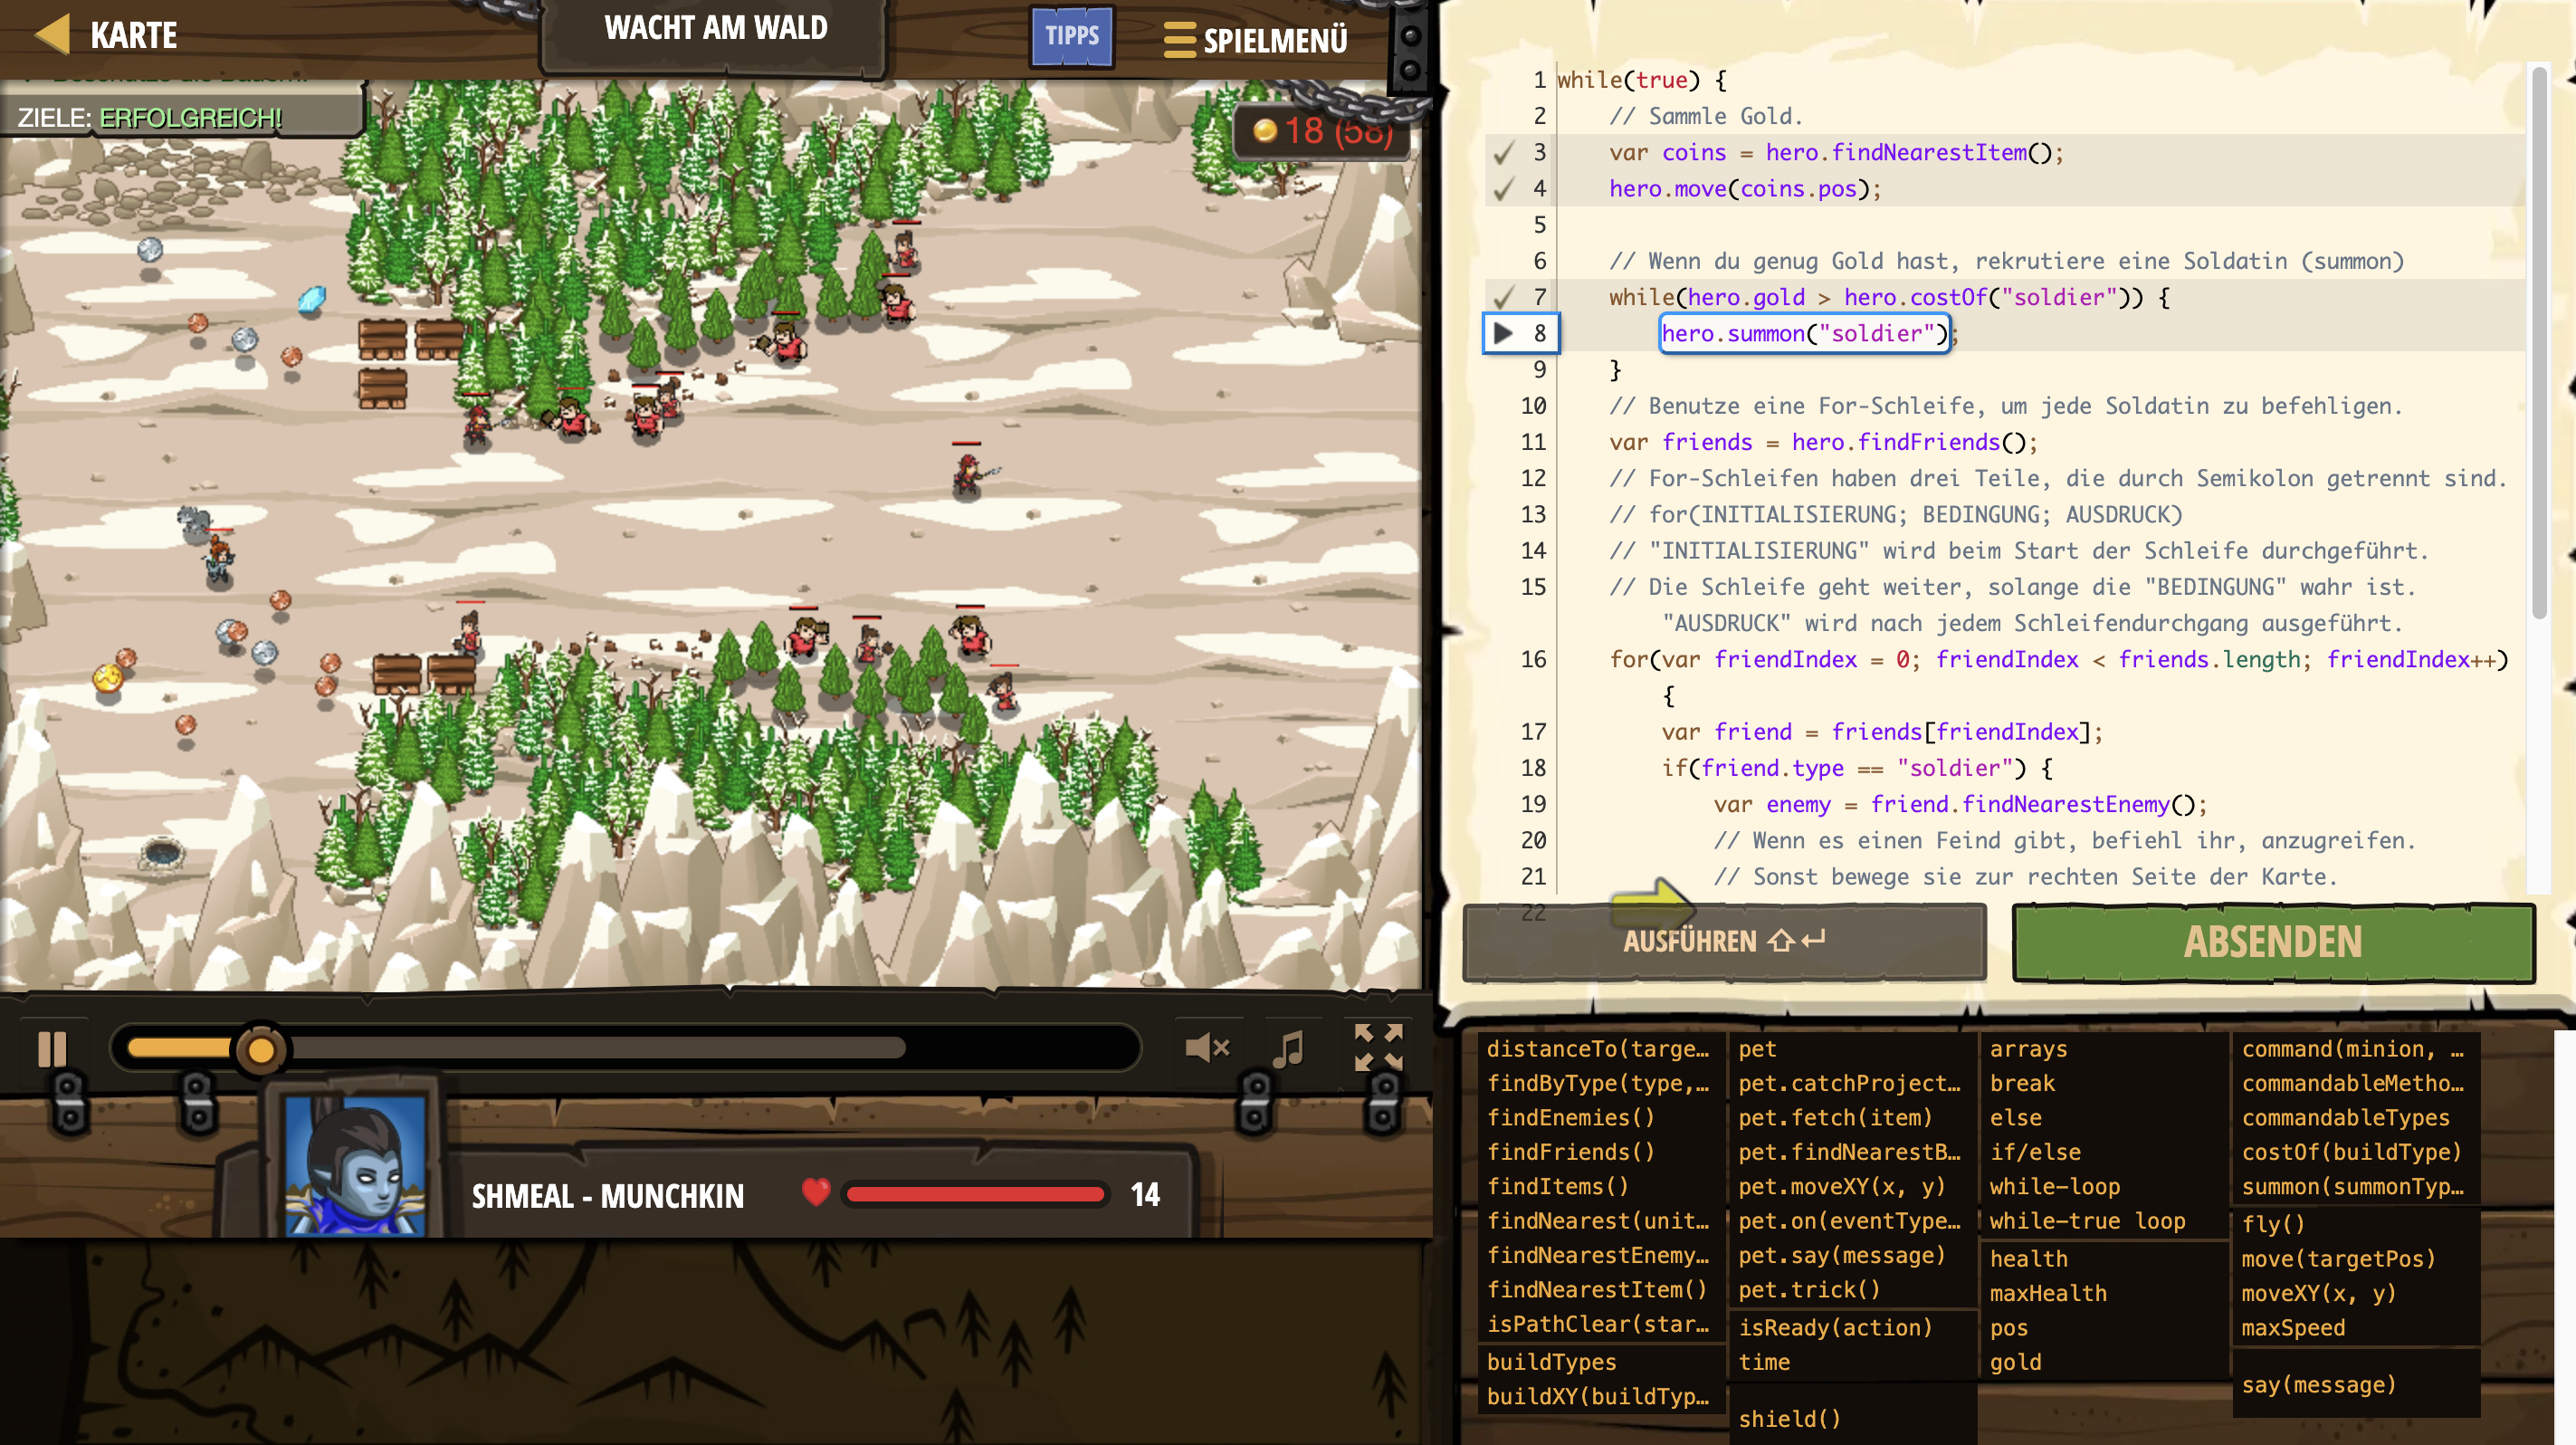 KARTE
WACHT AM WALD
TIPPS
SPIELMENÜ
ZIELE: ERFOLGREICH!
18 (58)
1 while(true) {
2 // Sammle Gold.
3 var coins = hero.findNearestItem();
4 hero.move(coins.pos);
5
6 // Wenn du genug Gold hast, rekrutiere eine Soldatin (summon)
7 while(hero.gold > hero.costOf("soldier")) {
8 hero.summon("soldier");
9 }
10 // Benutze eine For-Schleife, um jede Soldatin zu befehligen.
11 var friends = hero.findFriends();
12 // For-Schleifen haben drei Teile, die durch Semikolon getrennt sind.
13 // for(INITIALISIERUNG; BEDINGUNG; AUSDRUCK)
14 // "INITIALISIERUNG" wird beim Start der Schleife durchgeführt.
15 // Die Schleife geht weiter, solange die "BEDINGUNG" wahr ist.
"AUSDRUCK" wird nach jedem Schleifendurchgang ausgeführt.
16 for(var friendIndex = 0; friendIndex < friends.length; friendIndex++)
{
17 var friend = friends[friendIndex];
18 if(friend.type == "soldier") {
19 var enemy = friend.findNearestEnemy();
20 // Wenn es einen Feind gibt, befiehl ihr, anzugreifen.
21 // Sonst bewege sie zur rechten Seite der Karte.
22
AUSFÜHREN
ABSENDEN
SHMEAL - MUNCHKIN
14
distanceTo(targe…
findByType(type,…
findEnemies()
findFriends()
findItems()
findNearest(unit…
findNearestEnemy…
findNearestItem()
isPathClear(star…
buildTypes
buildXY(buildTyp…
pet
pet.catchProject…
pet.fetch(item)
pet.findNearestB…
pet.moveXY(x, y)
pet.on(eventType…
pet.say(message)
pet.trick()
isReady(action)
time
shield()
arrays
break
else
if/else
while-loop
while-true loop
health
maxHealth
pos
gold
command(minion, …
commandableMetho…
commandableTypes
costOf(buildType)
summon(summonTyp…
fly()
move(targetPos)
moveXY(x, y)
maxSpeed
say(message)